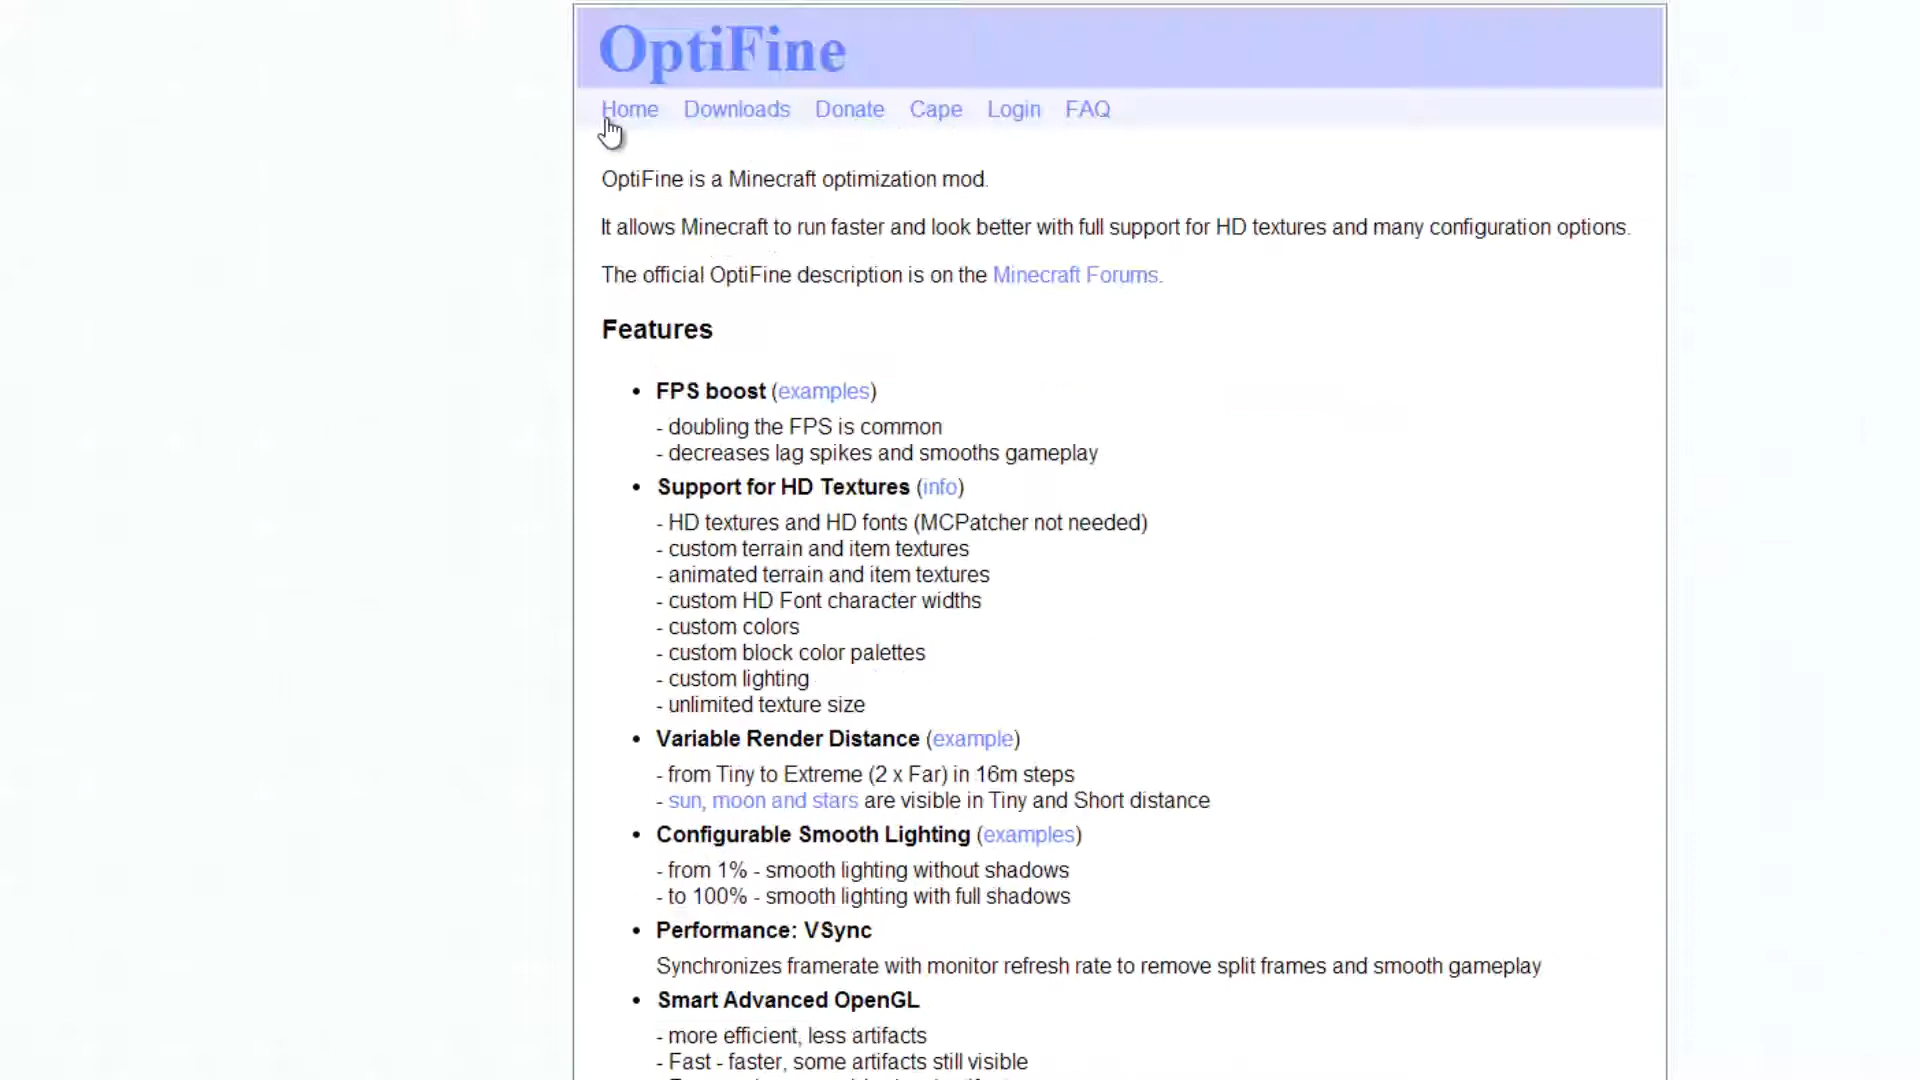 OptiFine
Home Downloads Donate Cape Login FAQ
OptiFine is a Minecraft optimization mod.
It allows Minecraft to run faster and look better with full support for HD textures and many configuration options.
The official OptiFine description is on the Minecraft Forums.
Features
• FPS boost (examples)
- doubling the FPS is common
- decreases lag spikes and smooths gameplay
• Support for HD Textures (info)
- HD textures and HD fonts (MCPatcher not needed)
- custom terrain and item textures
- animated terrain and item textures
- custom HD Font character widths
- custom colors
- custom block color palettes
- custom lighting
- unlimited texture size
• Variable Render Distance (example)
- from Tiny to Extreme (2 x Far) in 16m steps
- sun, moon and stars are visible in Tiny and Short distance
• Configurable Smooth Lighting (examples)
- from 1% - smooth lighting without shadows
- to 100% - smooth lighting with full shadows
• Performance: VSync
Synchronizes framerate with monitor refresh rate to remove split frames and smooth gameplay
• Smart Advanced OpenGL
- more efficient, less artifacts
- Fast - faster, some artifacts still visible